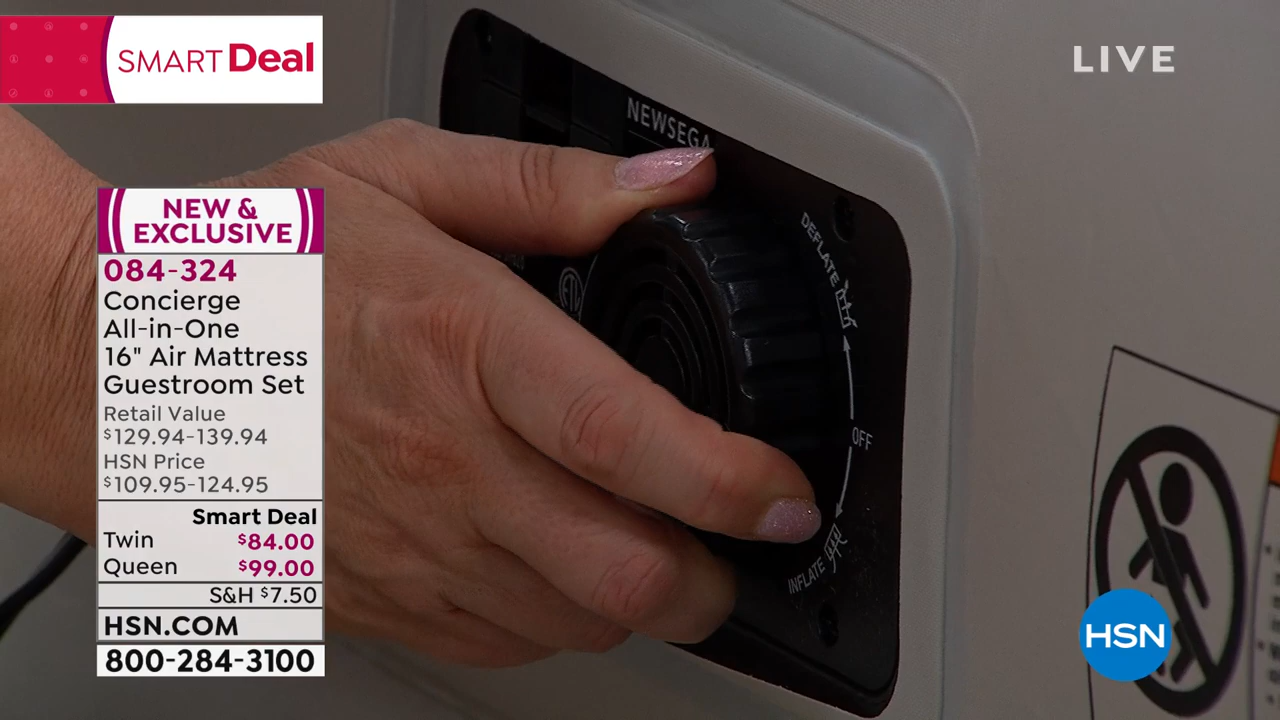 SMART Deal
LIVE
NEW &
EXCLUSIVE
084-324
Concierge
All-in-One
16" Air Mattress
Guestroom Set
Retail Value
$129.94-139.94
HSN Price
$109.95-124.95
Smart Deal
Twin $84.00
Queen $99.00
S&H $7.50
HSN.COM
800-284-3100
NEWSEGA
DEFLATE
OFF
INFLATE
HSN